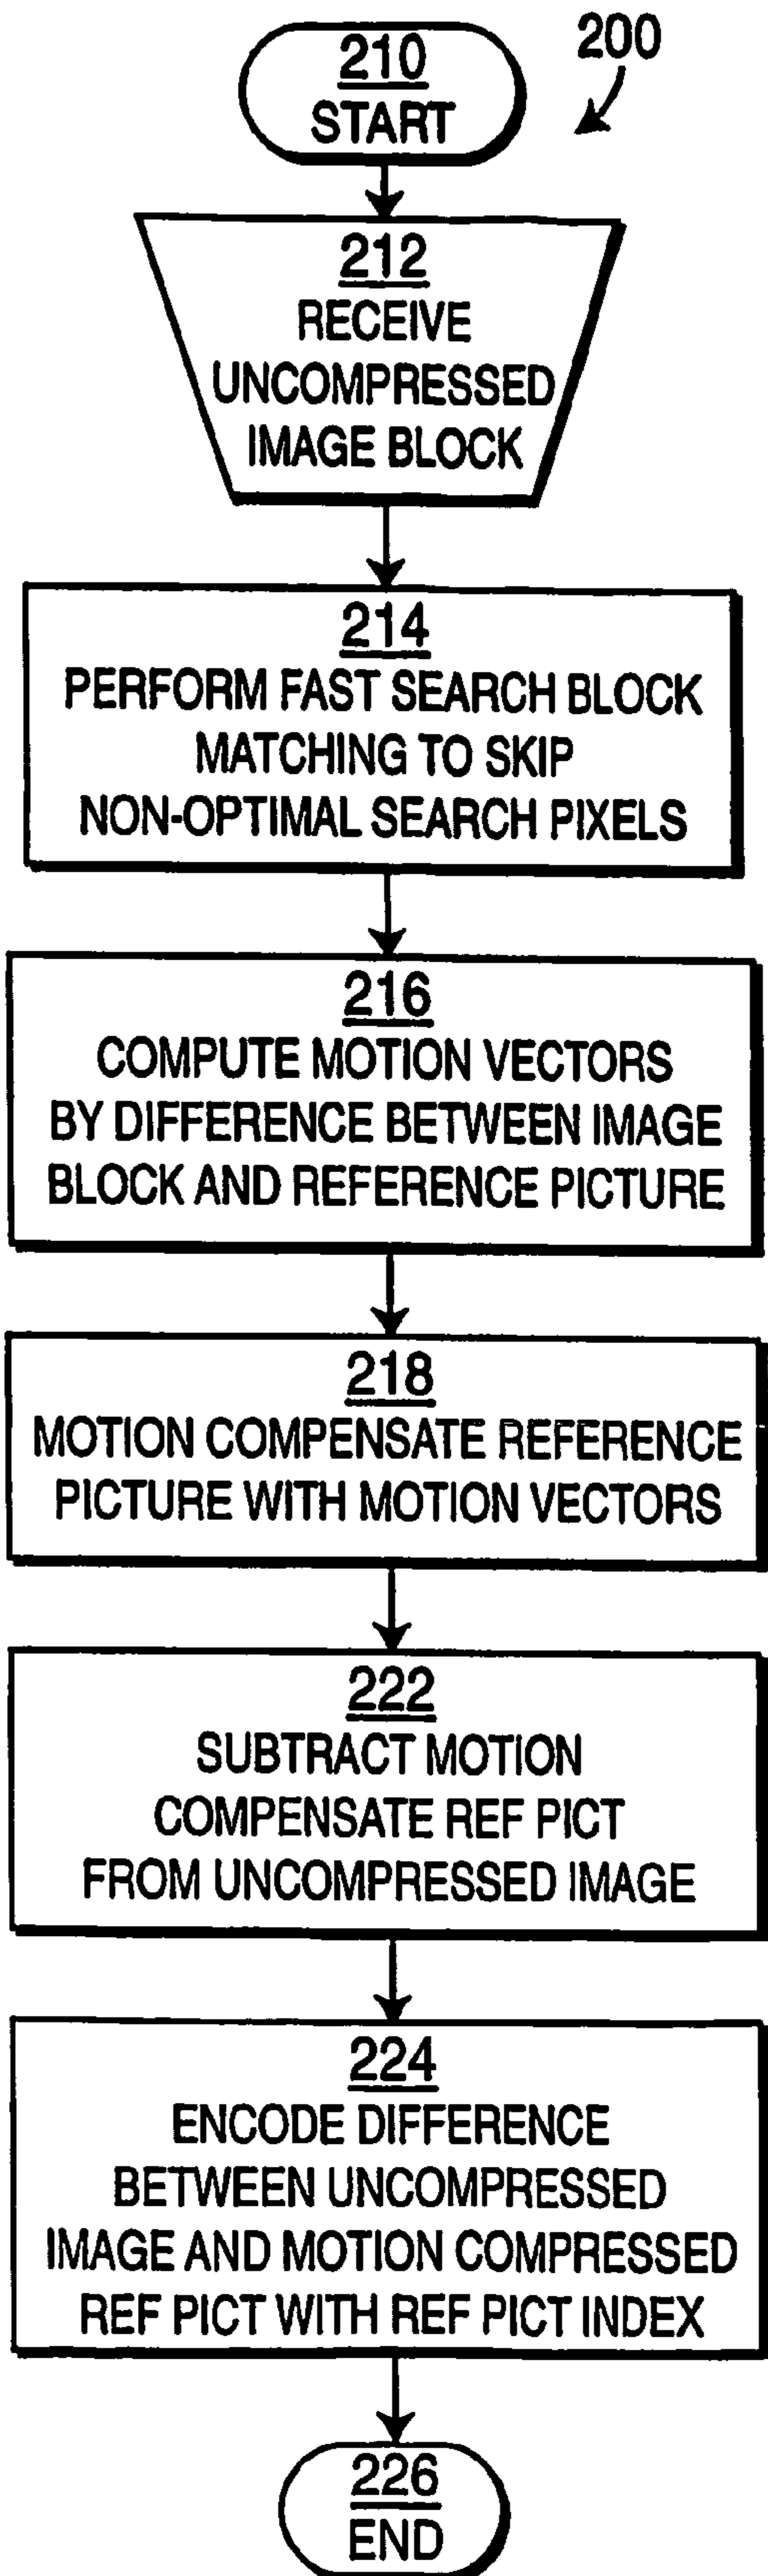 200
210
START
212
RECEIVE
UNCOMPRESSED
IMAGE BLOCK
214
PERFORM FAST SEARCH BLOCK
MATCHING TO SKIP
NON-OPTIMAL SEARCH PIXELS
216
COMPUTE MOTION VECTORS
BY DIFFERENCE BETWEEN IMAGE
BLOCK AND REFERENCE PICTURE
218
MOTION COMPENSATE REFERENCE
PICTURE WITH MOTION VECTORS
222
SUBTRACT MOTION
COMPENSATE REF PICT
FROM UNCOMPRESSED IMAGE
224
ENCODE DIFFERENCE
BETWEEN UNCOMPRESSED
IMAGE AND MOTION COMPRESSED
REF PICT WITH REF PICT INDEX
226
END